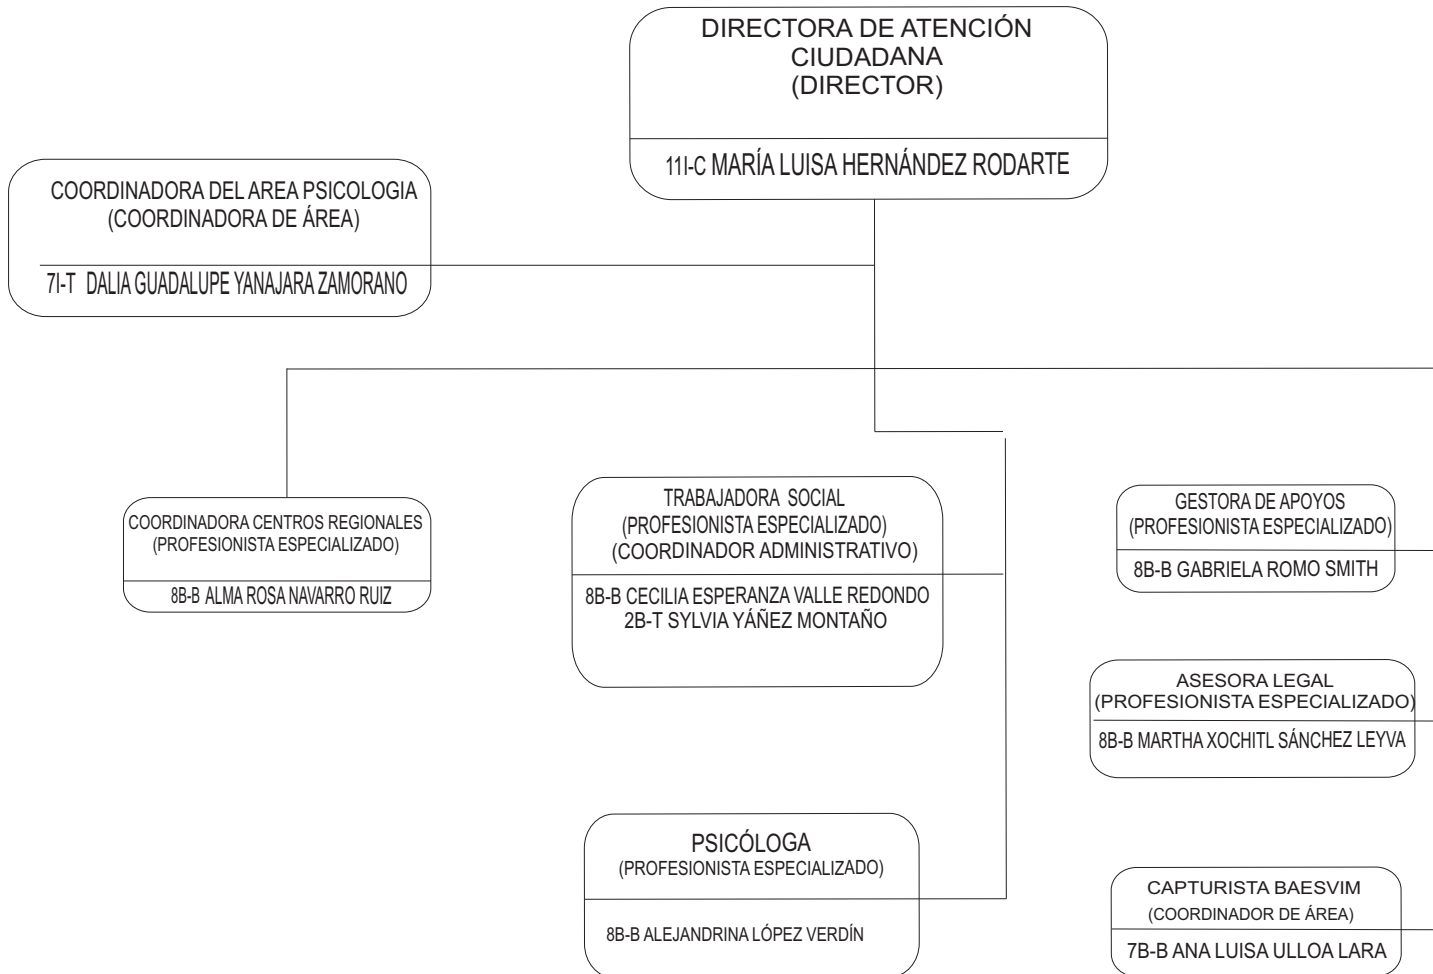 DIRECTORA DE ATENCIÓN
CIUDADANA
(DIRECTOR)
11I-C MARÍA LUISA HERNÁNDEZ RODARTE
COORDINADORA DEL AREA PSICOLOGIA
(COORDINADORA DE ÁREA)
7I-T DALIA GUADALUPE YANAJARA ZAMORANO
COORDINADORA CENTROS REGIONALES
(PROFESIONISTA ESPECIALIZADO)
8B-B ALMA ROSA NAVARRO RUIZ
TRABAJADORA SOCIAL
(PROFESIONISTA ESPECIALIZADO)
(COORDINADOR ADMINISTRATIVO)
8B-B CECILIA ESPERANZA VALLE REDONDO
2B-T SYLVIA YÁÑEZ MONTAÑO
GESTORA DE APOYOS
(PROFESIONISTA ESPECIALIZADO)
8B-B GABRIELA ROMO SMITH
ASESORA LEGAL
(PROFESIONISTA ESPECIALIZADO)
8B-B MARTHA XOCHITL SÁNCHEZ LEYVA
PSICÓLOGA
(PROFESIONISTA ESPECIALIZADO)
8B-B ALEJANDRINA LÓPEZ VERDÍN
CAPTURISTA BAESVIM
(COORDINADOR DE ÁREA)
7B-B ANA LUISA ULLOA LARA